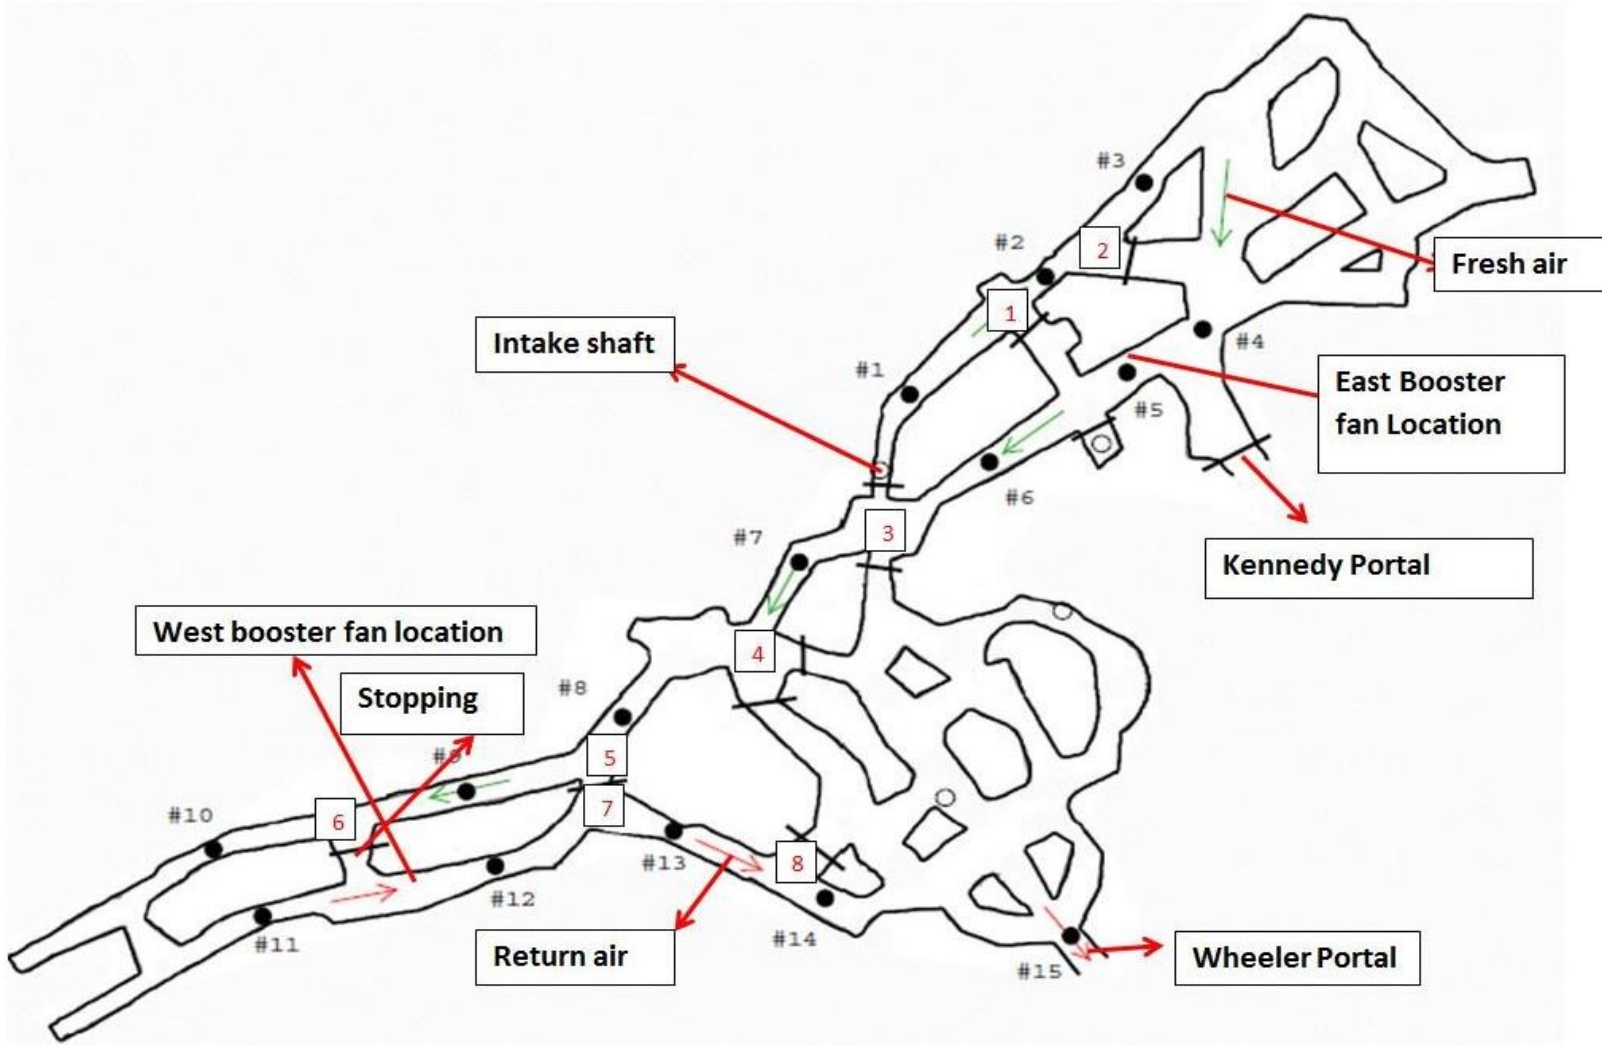 #3
#2
2
Fresh air
1
Intake shaft
#4
#1
East Booster
fan Location
#5
#6
3
#7
Kennedy Portal
West booster fan location
4
Stopping
#8
#9
5
#10
6
7
#13
8
#12
#11
Return air
#14
#15
Wheeler Portal